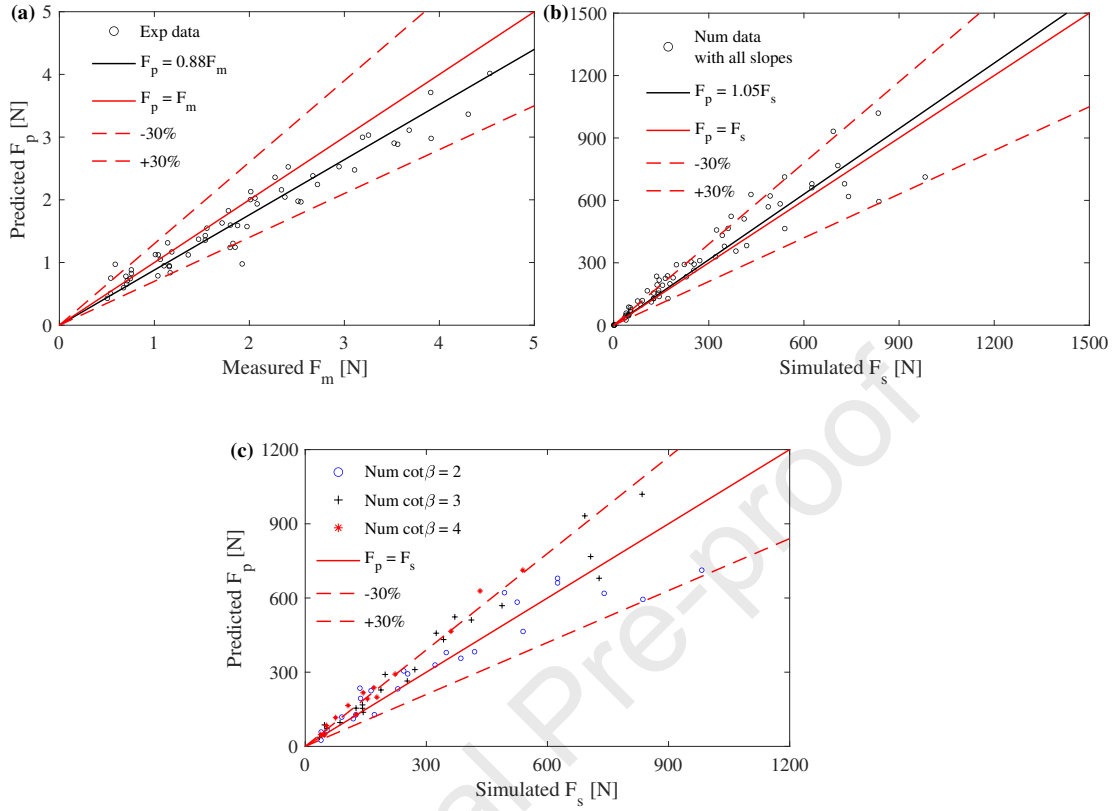 (a)
5
4
3
2
1
0
0
1
2
3
4
5
Predicted F_p [N]
Measured F_m [N]
Exp data
F_p = 0.88F_m
F_p = F_m
-30%
+30%
(b)
1500
1200
900
600
300
0
0
300
600
900
1200
1500
Simulated F_s [N]
Num data
with all slopes
F_p = 1.05F_s
F_p = F_s
-30%
+30%
(c)
1200
900
600
300
0
0
300
600
900
1200
Predicted F_p [N]
Simulated F_s [N]
Num cotβ = 2
Num cotβ = 3
Num cotβ = 4
F_p = F_s
-30%
+30%
al Pre-proof